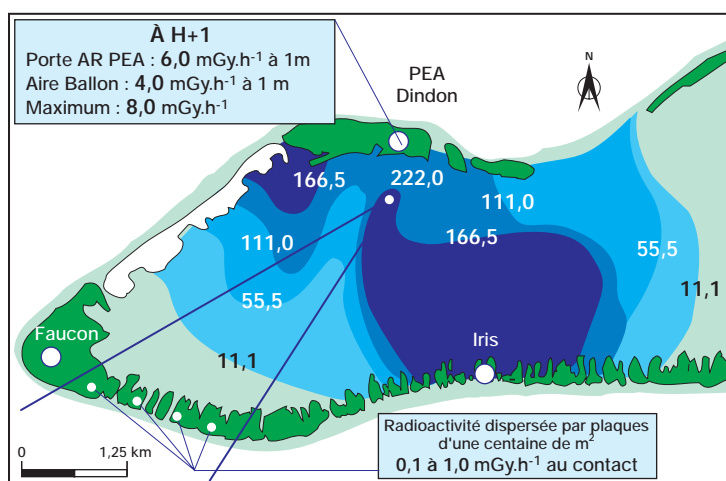 À H+1
Porte AR PEA : 6,0 mGy.h⁻¹ à 1m
Aire Ballon : 4,0 mGy.h⁻¹ à 1 m
Maximum : 8,0 mGy.h⁻¹
PEA
Dindon
N
166,5
222,0
111,0
111,0
166,5
55,5
55,5
11,1
Faucon
11,1
Iris
0
1,25 km
Radioactivité dispersée par plaques
d'une centaine de m²
0,1 à 1,0 mGy.h⁻¹ au contact